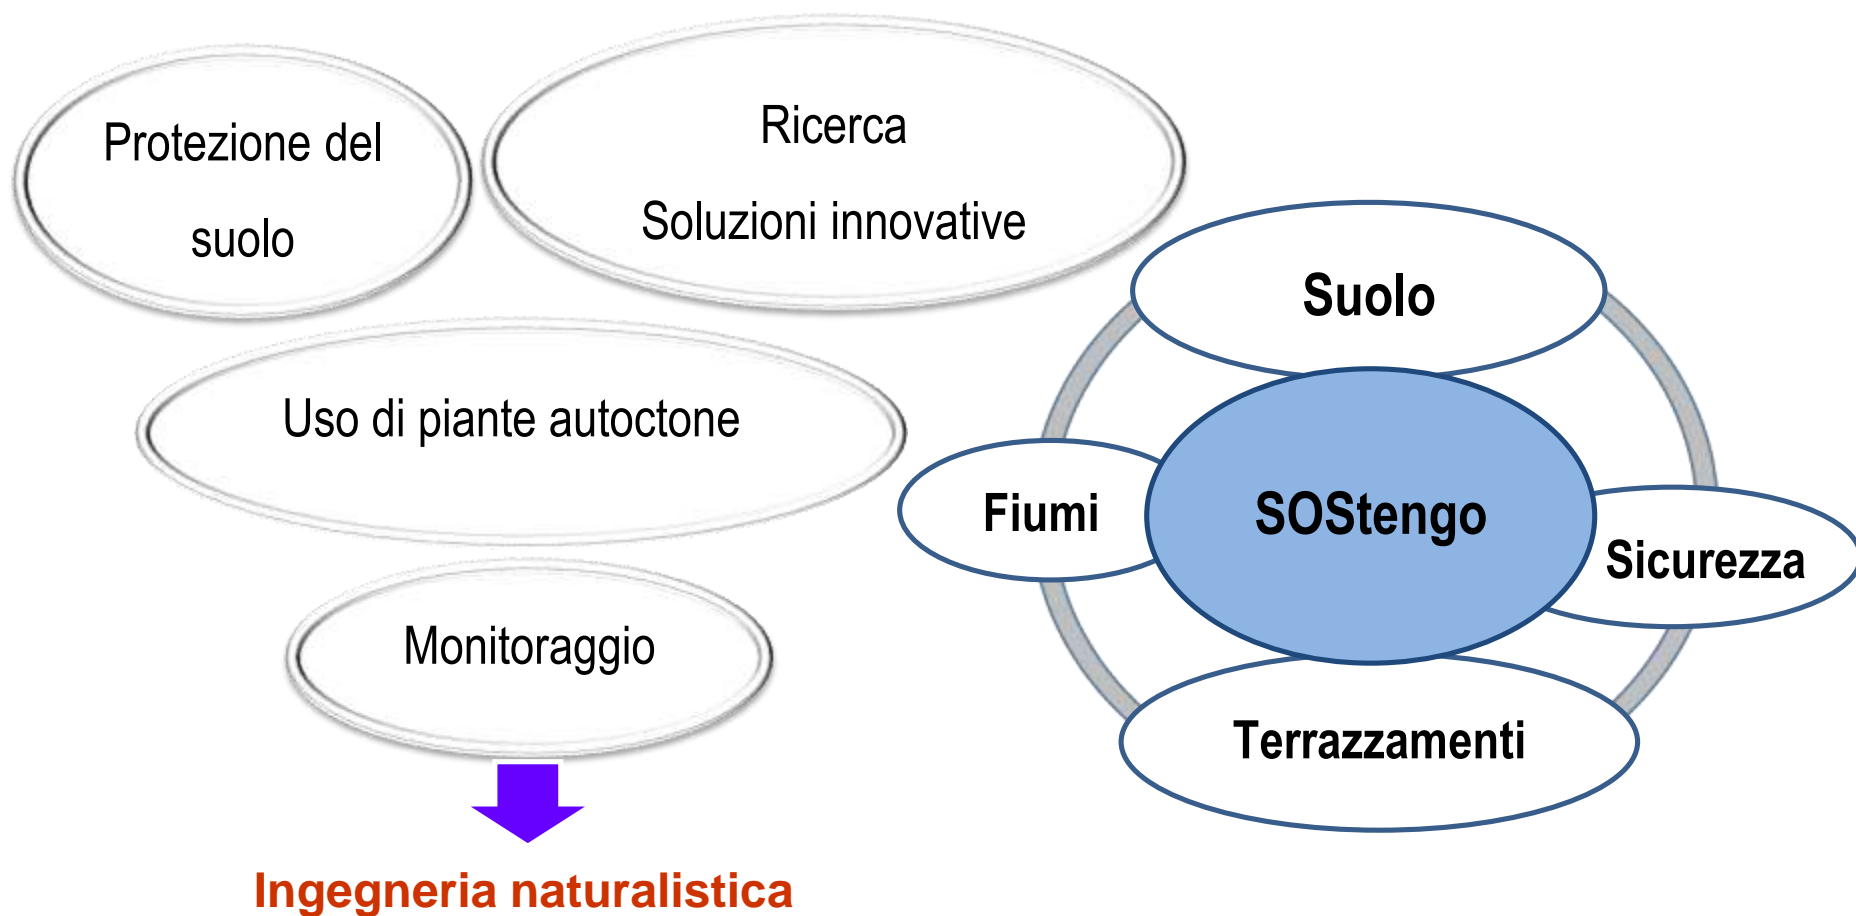 Protezione del
suolo
Ricerca
Soluzioni innovative
Uso di piante autoctone
Monitoraggio
Ingegneria naturalistica
Suolo
Fiumi
SOStengo
Sicurezza
Terrazzamenti